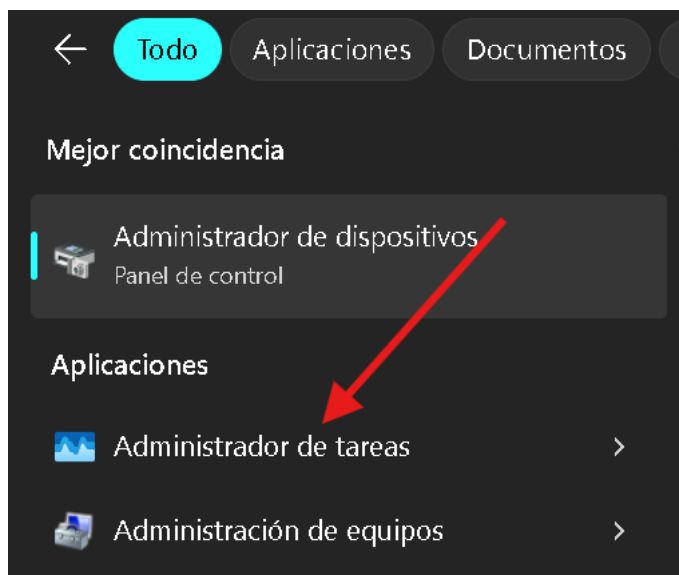 Todo
Aplicaciones
Documentos
Mejor coincidencia
Administrador de dispositivos
Panel de control
Aplicaciones
Administrador de tareas
Administración de equipos